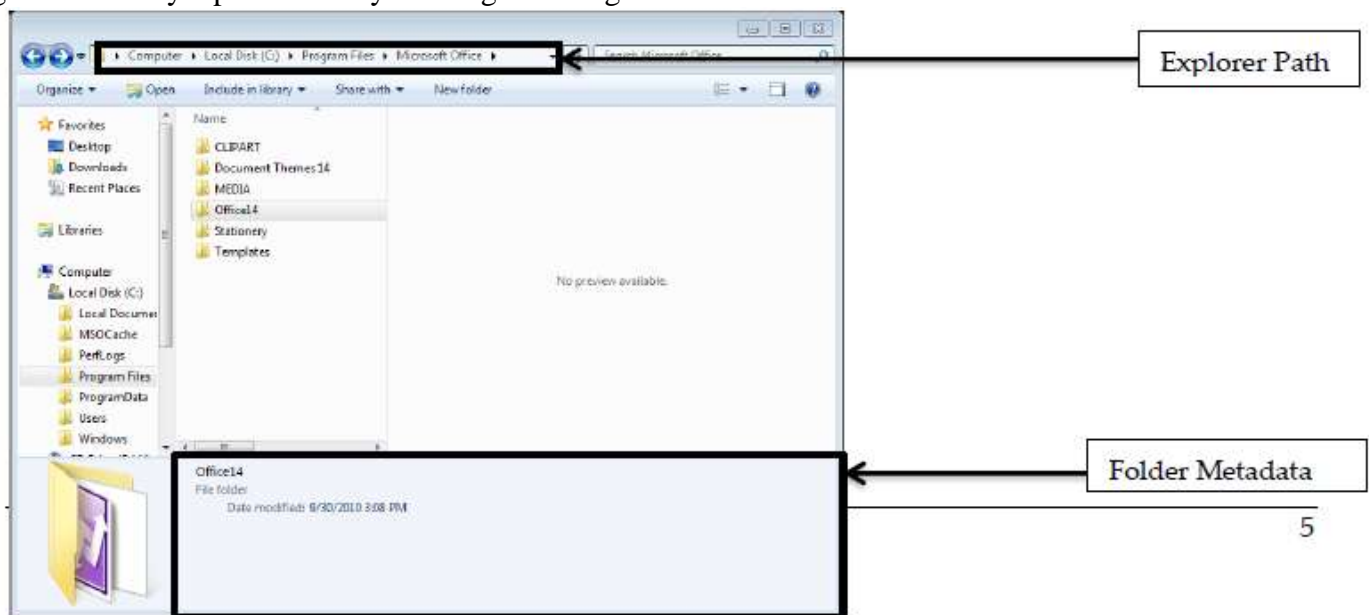 Computer ▸ Local Disk (C:) ▸ Program Files ▸ Microsoft Office ▸
Search Microsoft Office
Explorer Path
Organize
Open
Include in library
Share with
New folder
Favorites
Desktop
Downloads
Recent Places
Libraries
Computer
Local Disk (C:)
Local Documen
MSOCache
PerfLogs
Program Files
ProgramData
Users
Windows
Name
CLIPART
Document Themes 14
MEDIA
Office14
Stationery
Templates
No preview available.
Office14
File folder
Date modified: 8/30/2010 3:08 PM
Folder Metadata
5